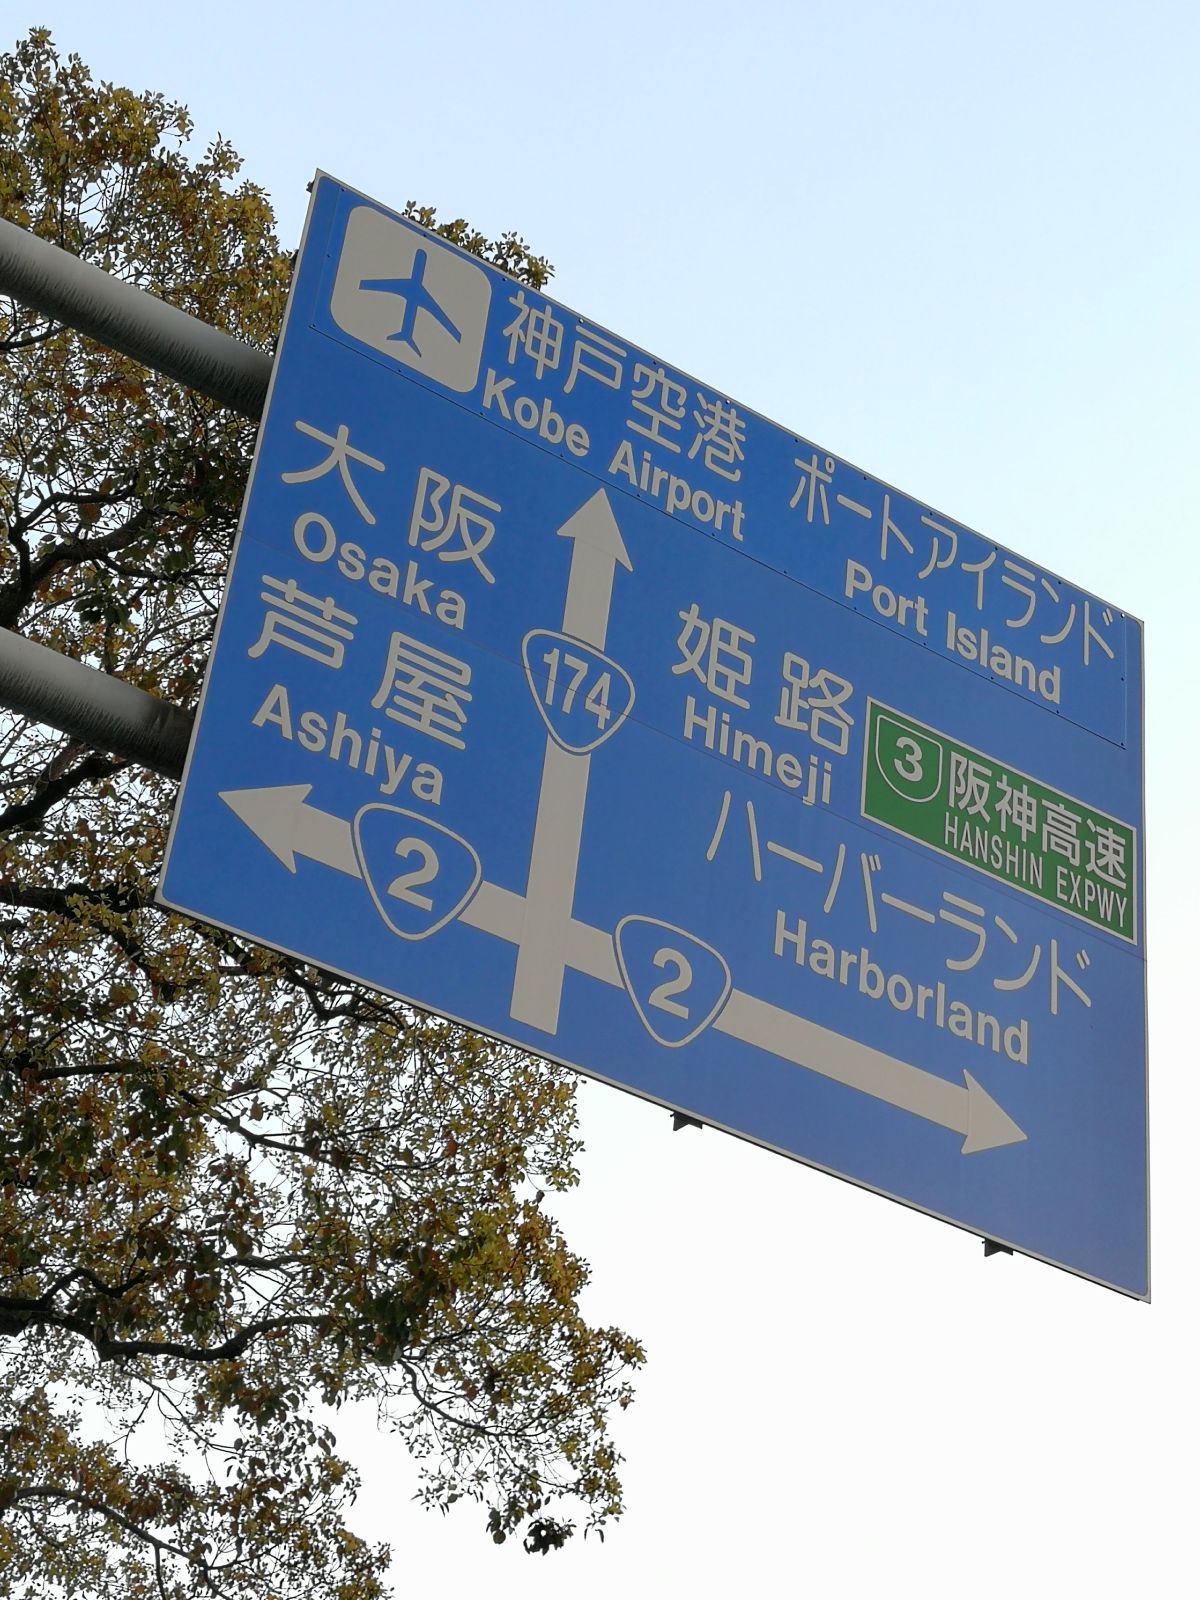 神戸空港 ポートアイランド
Kobe Airport Port Island
大阪
Osaka
芦屋
Ashiya
174
姫路
Himeji
3 阪神高速
HANSHIN EXPWY
ハーバーランド
Harborland
2
2